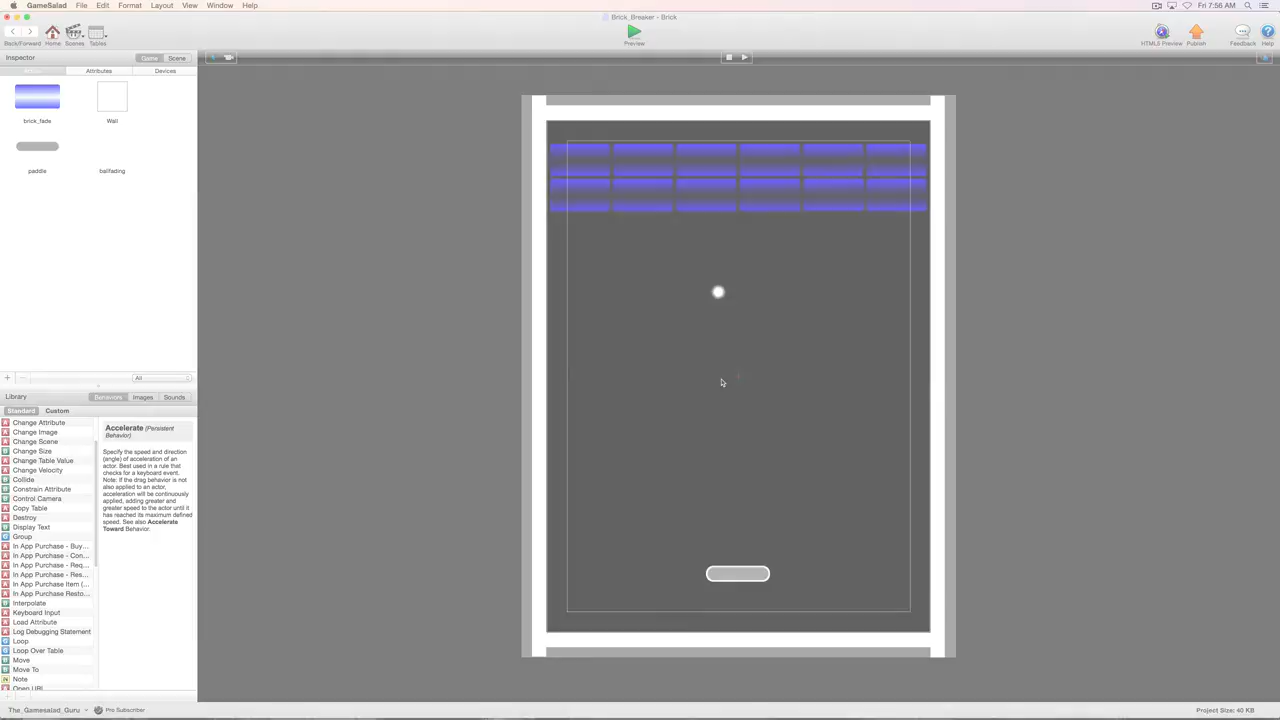 GameSalad File Edit Format Layout View Window Help
Fri 7:56 AM
Brick_Breaker - Brick
Back/Forward Home Scenes Tables
Preview
HTML5 Preview Publish Feedback Help
Inspector
Game Scene
Attributes Devices
brick_fade
Wall
paddle
ballfading
All
Library
Behaviors Images Sounds
Standard Custom
Change Attribute
Change Image
Change Scene
Change Size
Change Table Value
Change Velocity
Collide
Constrain Attribute
Control Camera
Copy Table
Destroy
Display Text
Group
In App Purchase - Buy...
In App Purchase - Con...
In App Purchase - Req...
In App Purchase - Res...
In App Purchase Item (...
In App Purchase Resto...
Interpolate
Keyboard Input
Load Attribute
Log Debugging Statement
Loop
Loop Over Table
Move
Move To
Note
Open URL
Accelerate (Persistent
Behavior)
Specify the speed and direction
(angle) of acceleration of an
actor. Best used in a rule that
checks for a keyboard event.
Note: If the drag behavior is
not also applied to an actor,
acceleration will be continuously
applied, adding greater and
greater speed to the actor until it
has reached its maximum defined
speed. See also Accelerate
Toward Behavior.
The_Gamesalad_Guru
Pro Subscriber
Project Size: 40 KB